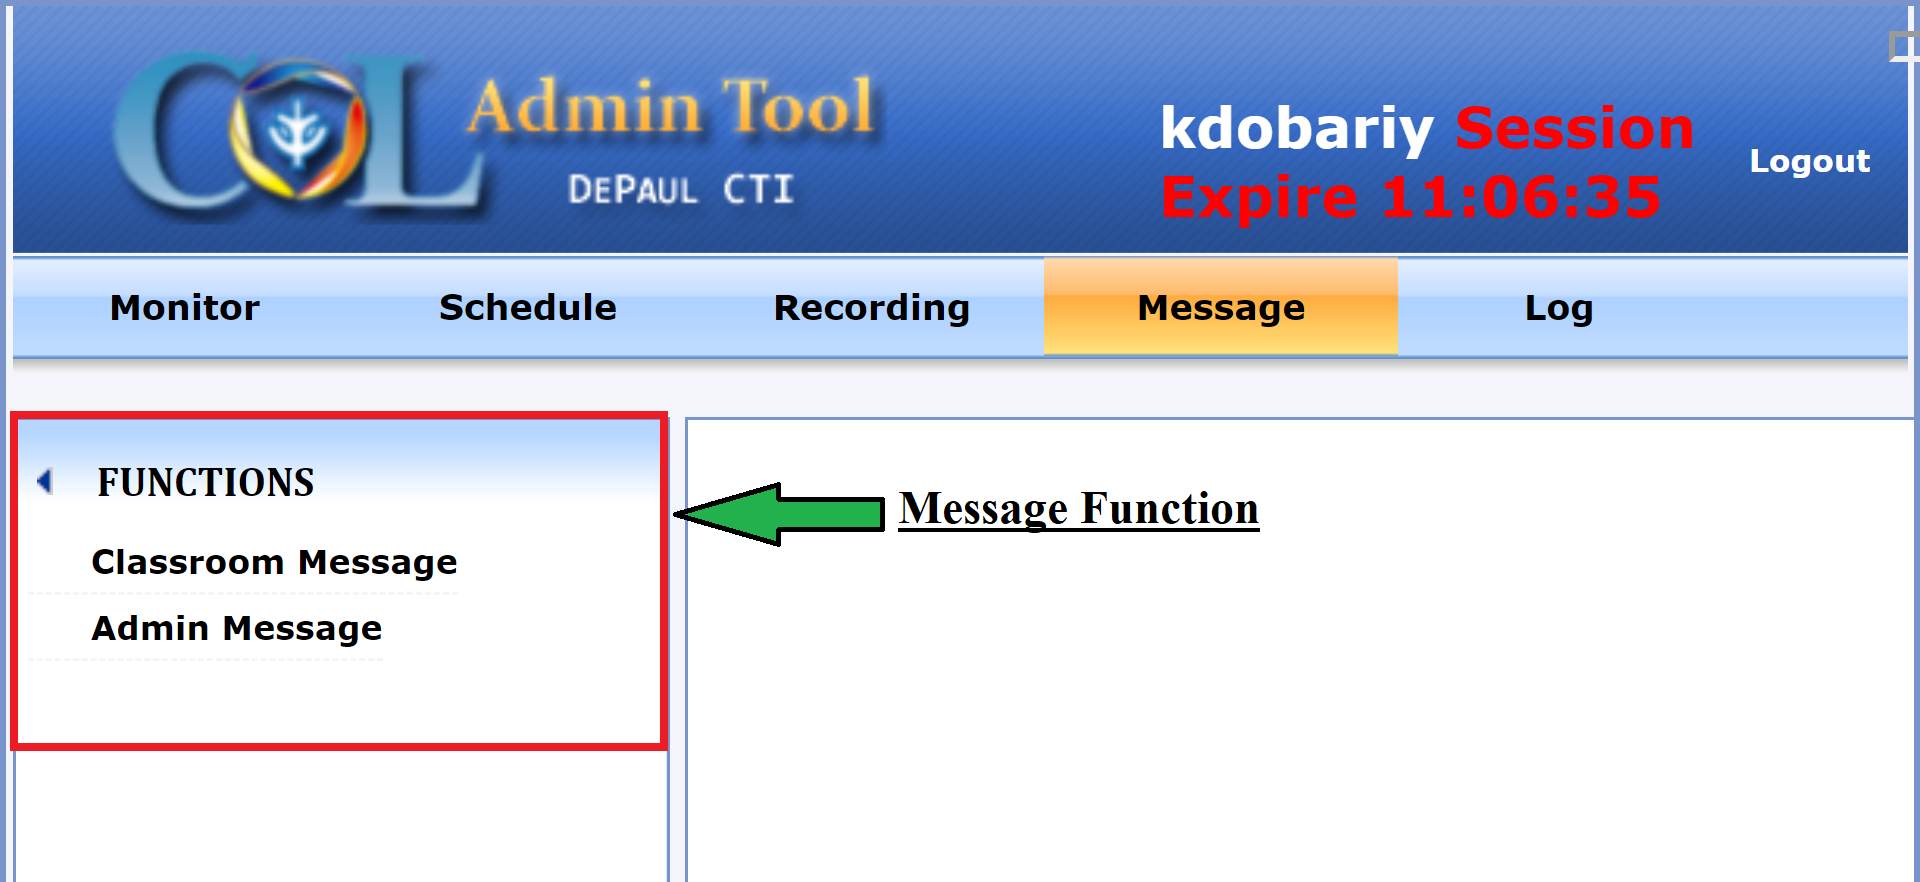 COL Admin Tool
DePaul CTI
kdobariy Session
Expire 11:06:35
Logout
Monitor Schedule Recording Message Log
FUNCTIONS
Classroom Message
Admin Message
Message Function